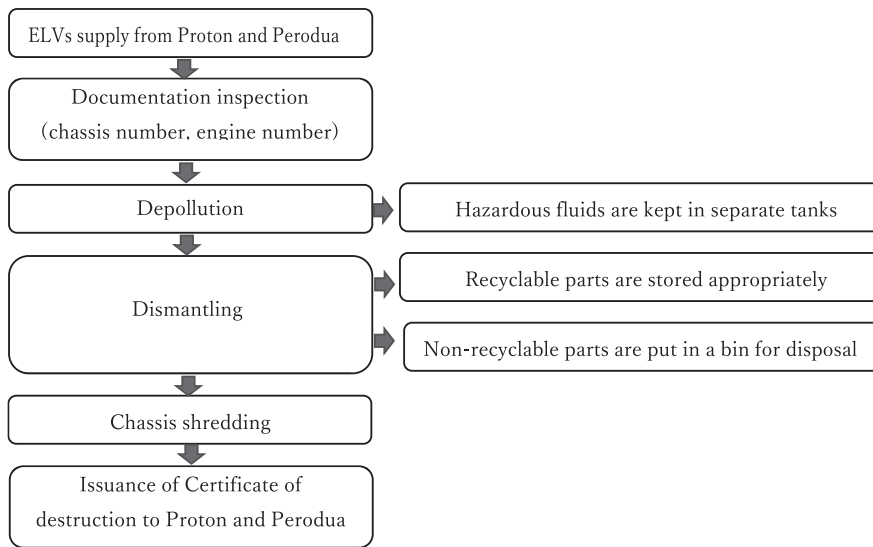 ELVs supply from Proton and Perodua
Documentation inspection
(chassis number, engine number)
Depollution
Hazardous fluids are kept in separate tanks
Recyclable parts are stored appropriately
Dismantling
Non-recyclable parts are put in a bin for disposal
Chassis shredding
Issuance of Certificate of
destruction to Proton and Perodua